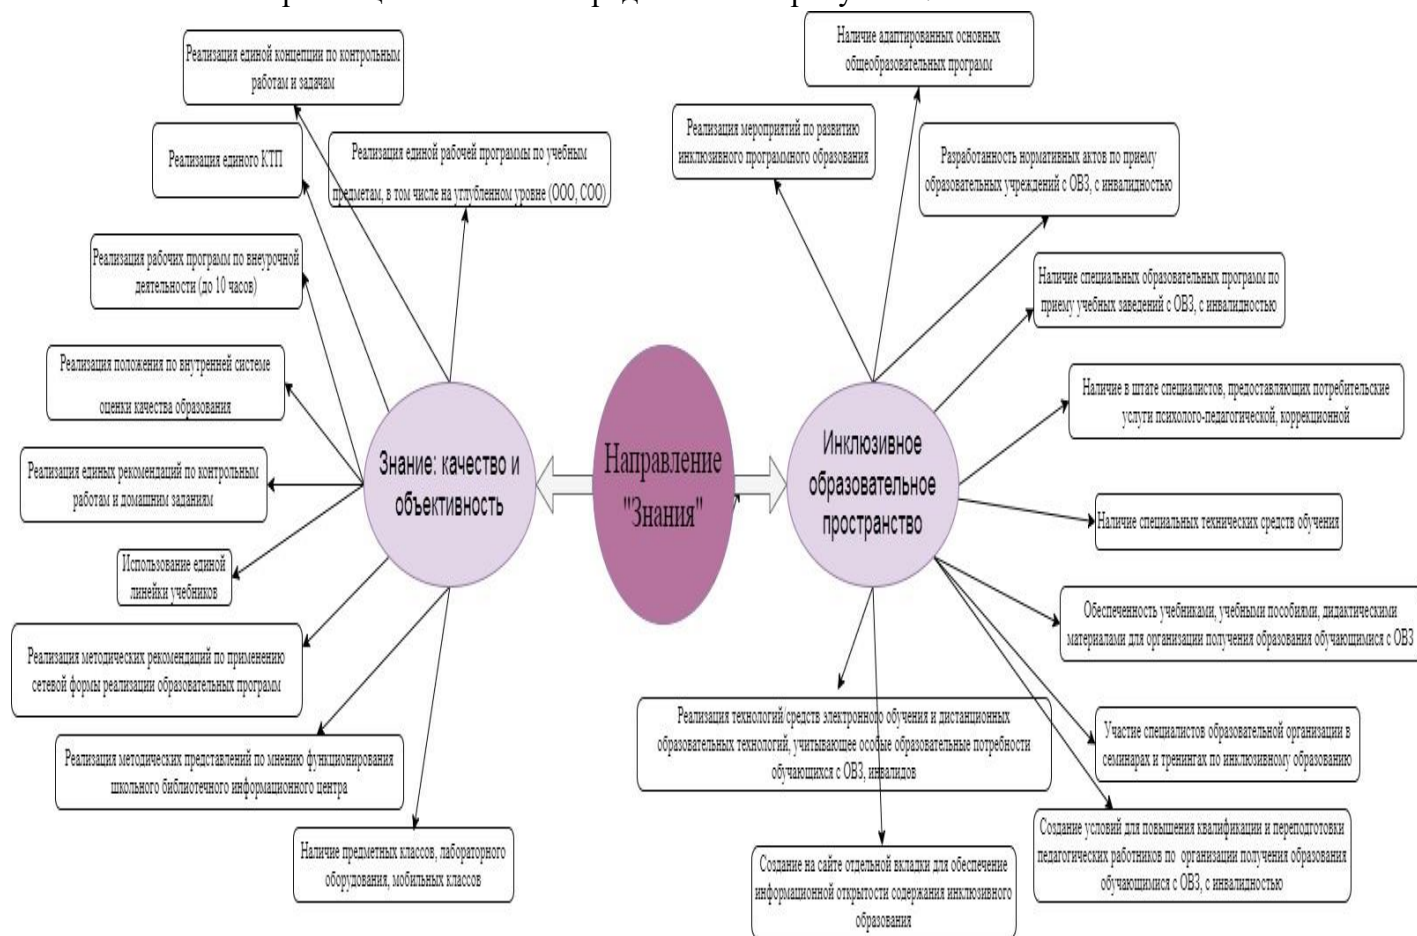 Реализация единой концепции по контрольным
работам и задачам
Реализация единого КТП
Реализация единой рабочей программы по учебным
предметам, в том числе на углубленном уровне (ООО, СОО)
Реализация рабочих программ по внеурочной
деятельности (до 10 часов)
Реализация положения по внутренней системе
оценки качества образования
Реализация единых рекомендаций по контрольным
работам и домашним заданиям
Использование единой
линейки учебников
Реализация методических рекомендаций по применению
сетевой формы реализации образовательных программ
Реализация методических представлений по мнению функционирования
школьного библиотечного информационного центра
Наличие предметных классов, лабораторного
оборудования, мобильных классов
Знание: качество и
объективность
Направление
"Знания"
Инклюзивное
образовательное
пространство
Наличие адаптированных основных
общеобразовательных программ
Реализация мероприятий по развитию
инклюзивного программного образования
Разработанность нормативных актов по приему
образовательных учреждений с ОВЗ, с инвалидностью
Наличие специальных образовательных программ по
приему учебных заведений с ОВЗ, с инвалидностью
Наличие в штате специалистов, предоставляющих потребительские
услуги психолого-педагогической, коррекционной
Наличие специальных технических средств обучения
Обеспеченность учебниками, учебными пособиями, дидактическими
материалами для организации получения образования обучающимися с ОВЗ
Участие специалистов образовательной организации в
семинарах и тренингах по инклюзивному образованию
Создание условий для повышения квалификации и переподготовки
педагогических работников по организации получения образования
обучающимися с ОВЗ, с инвалидностью
Реализация технологий/средств электронного обучения и дистанционных
образовательных технологий, учитывающее особые образовательные потребности
обучающихся с ОВЗ, инвалидов
Создание на сайте отдельной вкладки для обеспечение
информационной открытости содержания инклюзивного
образования